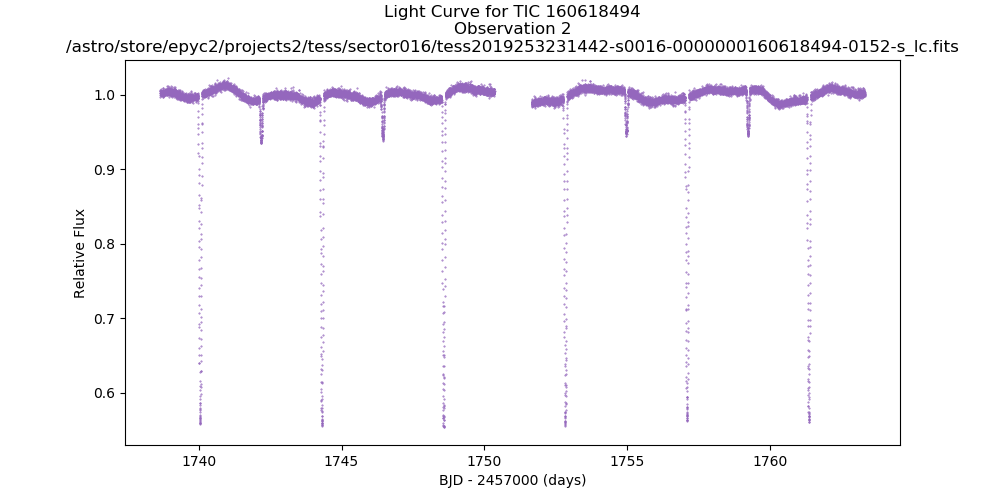 Light Curve for TIC 160618494
Observation 2
/astro/store/epyc2/projects2/tess/sector016/tess2019253231442-s0016-0000000160618494-0152-s_lc.fits
1.0
0.9
0.8
0.7
0.6
Relative Flux
1740
1745
1750
1755
1760
BJD - 2457000 (days)